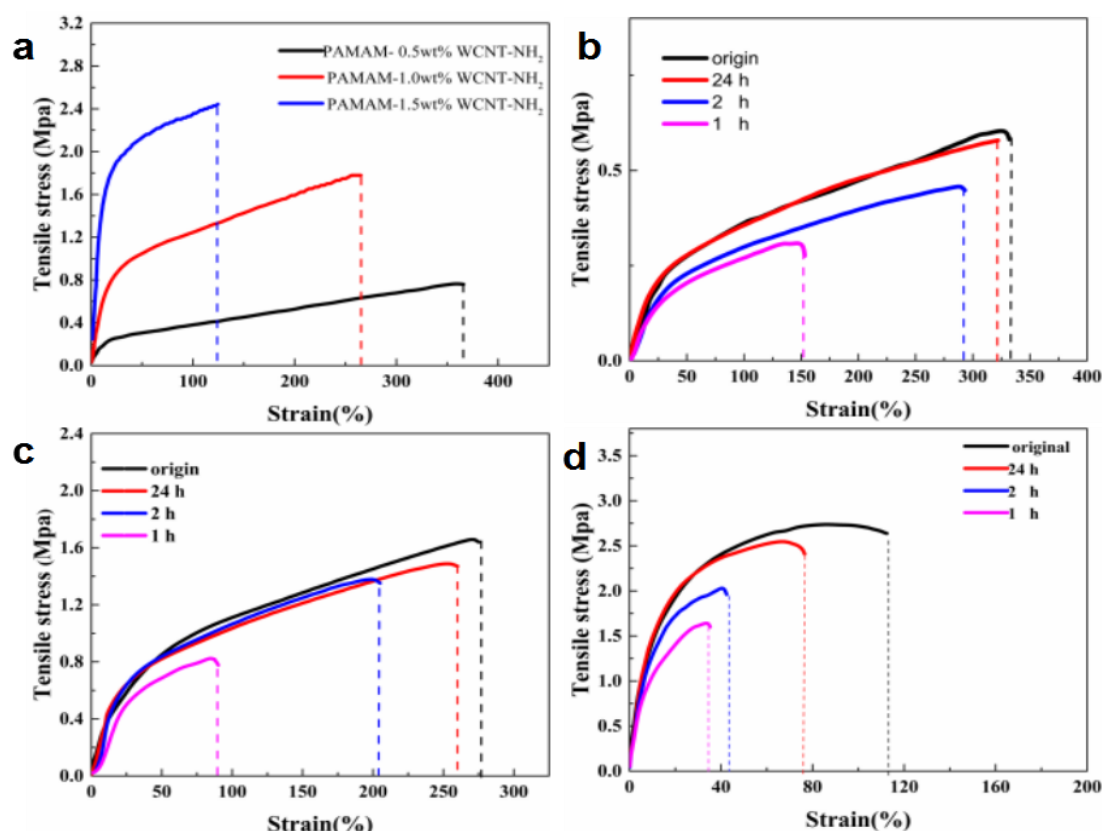 a
3.2
2.8
2.4
2.0
1.6
1.2
0.8
0.4
0.0
Tensile stress (Mpa)
PAMAM- 0.5wt% WCNT-NH2
PAMAM-1.0wt% WCNT-NH2
PAMAM-1.5wt% WCNT-NH2
0 100 200 300 400
Strain(%)
b
0.5
0.0
Tensile stress (Mpa)
origin
24 h
2 h
1 h
0 50 100 150 200 250 300 350 400
Strain(%)
c
2.4
2.0
1.6
1.2
0.8
0.4
0.0
Tensile stress (Mpa)
origin
24 h
2 h
1 h
0 50 100 150 200 250 300
Strain(%)
d
3.5
3.0
2.5
2.0
1.5
1.0
0.5
0.0
Tensile stress (Mpa)
original
24 h
2 h
1 h
0 40 80 120 160 200
Strain(%)